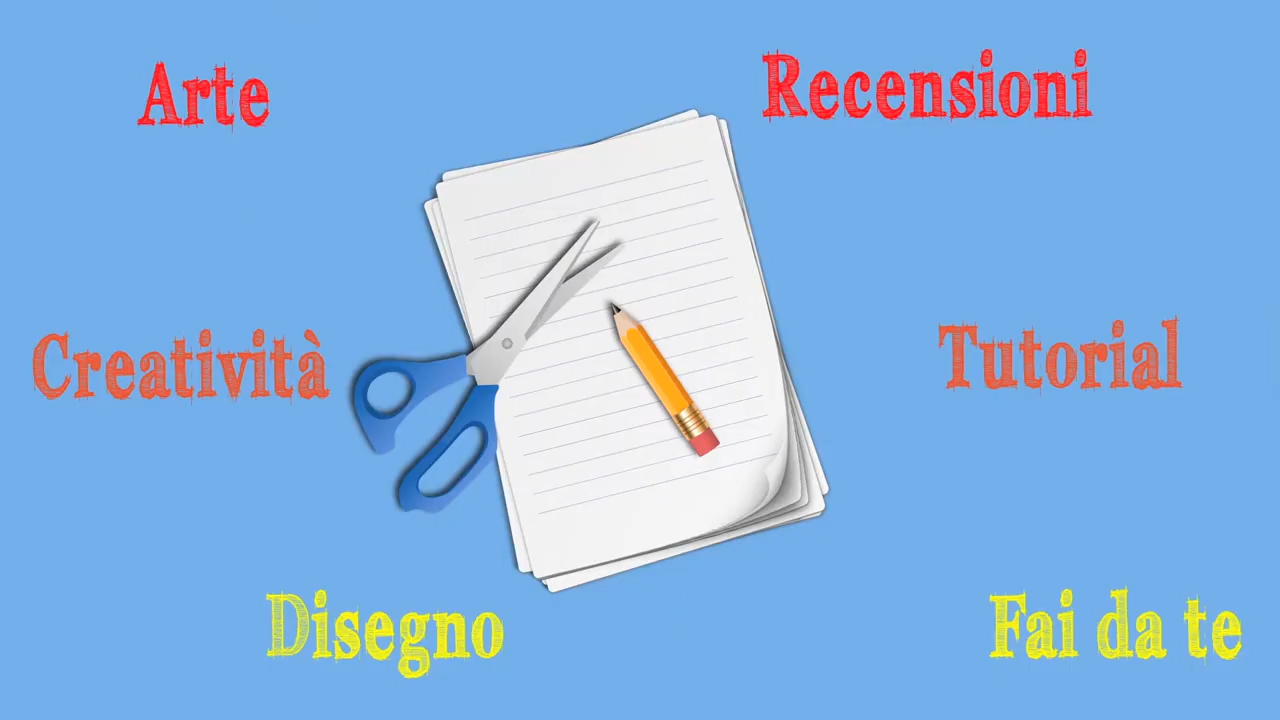 Arte
Recensioni
Creatività
Tutorial
Disegno
Fai da te